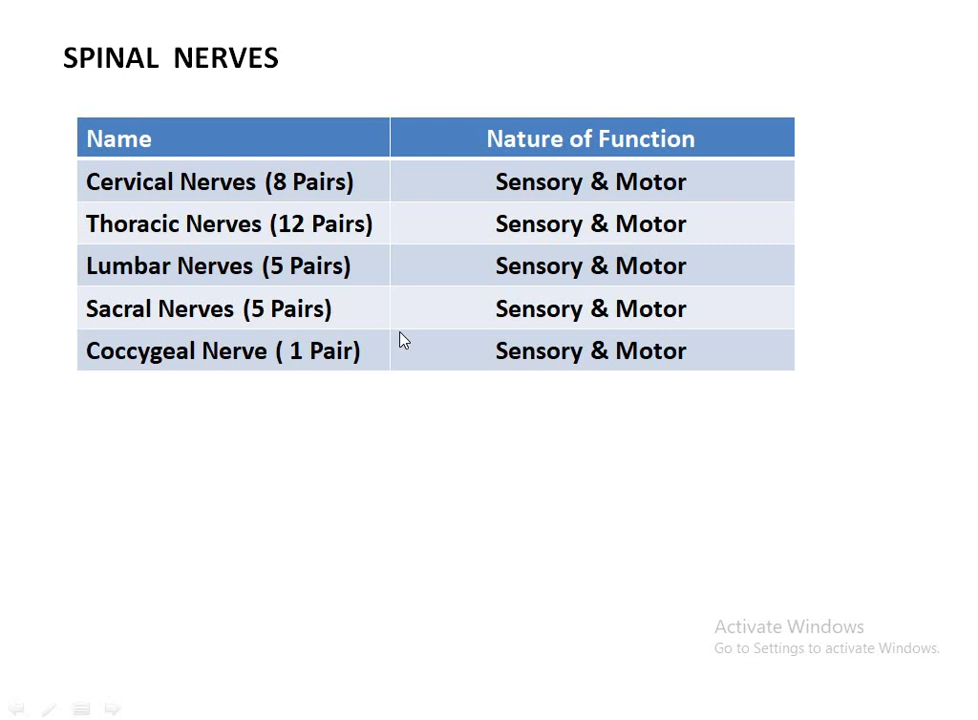 SPINAL NERVES
Name Nature of Function
Cervical Nerves (8 Pairs) Sensory & Motor
Thoracic Nerves (12 Pairs) Sensory & Motor
Lumbar Nerves (5 Pairs) Sensory & Motor
Sacral Nerves (5 Pairs) Sensory & Motor
Coccygeal Nerve ( 1 Pair) Sensory & Motor
Activate Windows
Go to Settings to activate Windows.